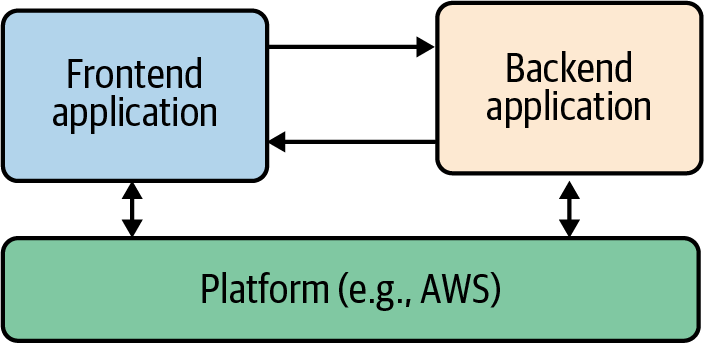 Frontend
application
Backend
application
Platform (e.g., AWS)